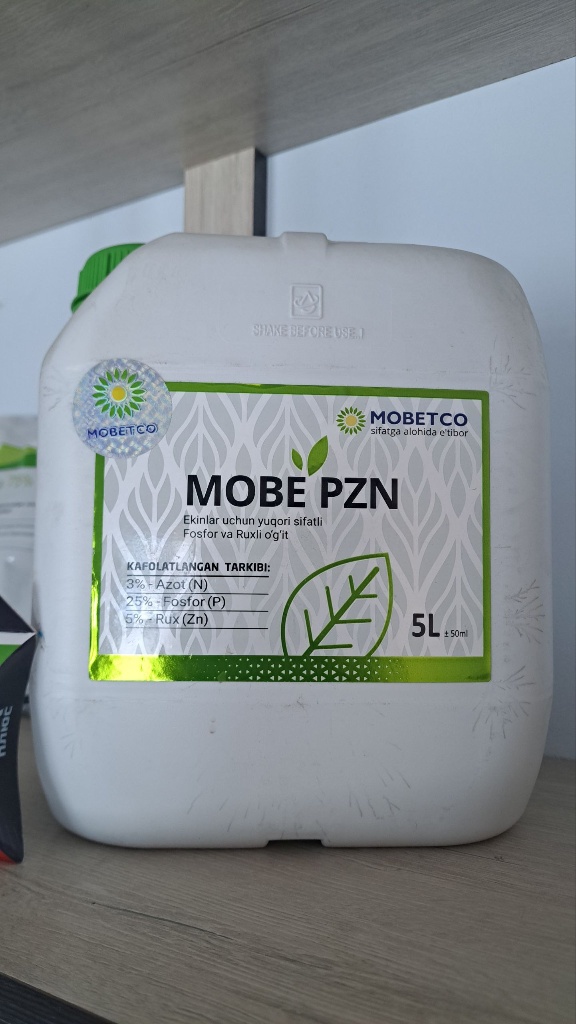 SHAKE BEFORE USE..!
MOBETCO
MOBETCO
sifatga alohida e'tibor
MOBE PZN
Ekinlar uchun yuqori sifatli
Fosfor va Ruxli o'g'it
KAFOLATLANGAN TARKIBI:
3% - Azot (N)
25% - Fosfor (P)
5% - Rux (Zn)
5L ± 50ml
ПЛЮС